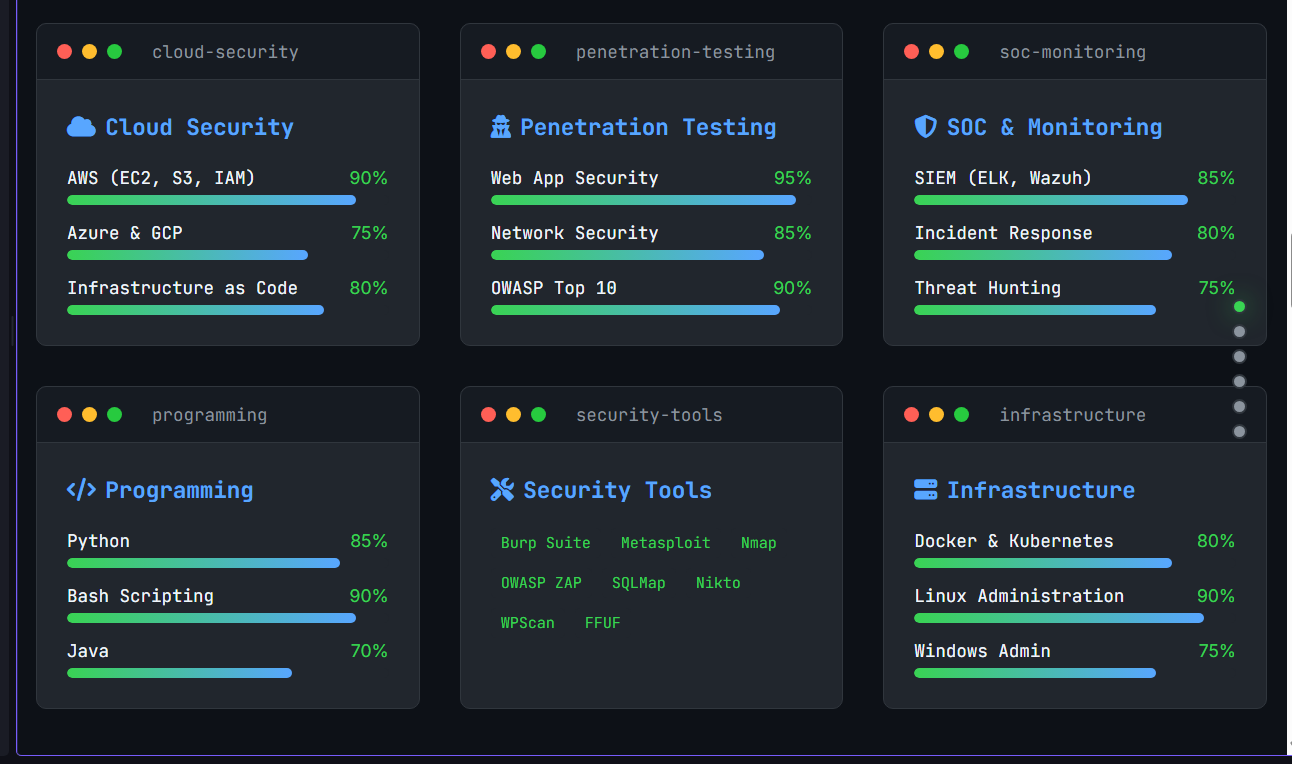 cloud-security
Cloud Security
AWS (EC2, S3, IAM) 90%
Azure & GCP 75%
Infrastructure as Code 80%
penetration-testing
Penetration Testing
Web App Security 95%
Network Security 85%
OWASP Top 10 90%
soc-monitoring
SOC & Monitoring
SIEM (ELK, Wazuh) 85%
Incident Response 80%
Threat Hunting 75%
programming
Programming
Python 85%
Bash Scripting 90%
Java 70%
security-tools
Security Tools
Burp Suite Metasploit Nmap
OWASP ZAP SQLMap Nikto
WPScan FFUF
infrastructure
Infrastructure
Docker & Kubernetes 80%
Linux Administration 90%
Windows Admin 75%